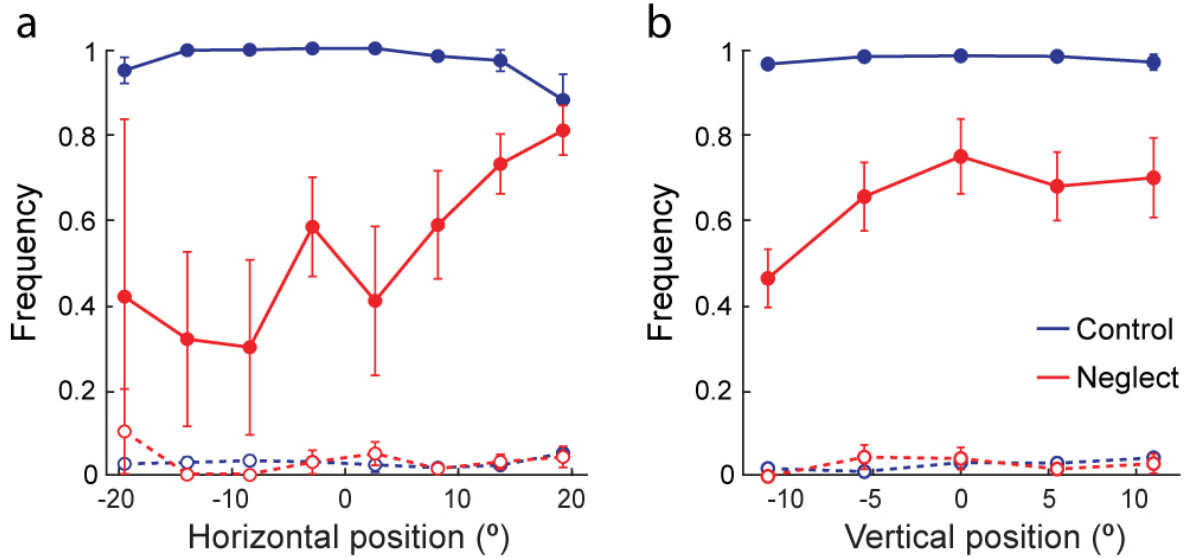 a
Frequency
1
0.8
0.6
0.4
0.2
0
-20
-10
0
10
20
Horizontal position (º)
b
Frequency
1
0.8
0.6
0.4
0.2
0
-10
-5
0
5
10
Vertical position (º)
Control
Neglect